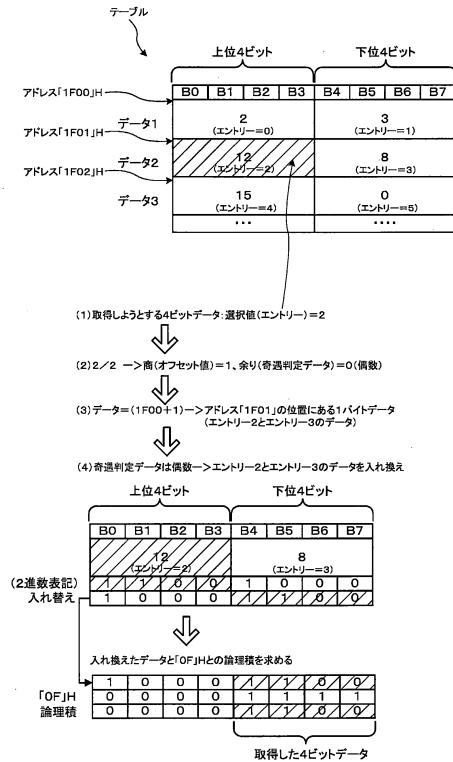 テーブル
上位4ビット 下位4ビット
B0 B1 B2 B3 B4 B5 B6 B7
アドレス「1F00」H
データ1 2 3
(エントリー=0) (エントリー=1)
アドレス「1F01」H
データ2 12 8
(エントリー=2) (エントリー=3)
アドレス「1F02」H
データ3 15 0
(エントリー=4) (エントリー=5)
・・・ ・・・・
(1)取得しようとする4ビットデータ:選択値(エントリー)=2
(2)2/2 ー>商(オフセット値)=1、余り(奇遇判定データ)=0(偶数)
(3)データ=(1F00+1)ー>アドレス「1F01」の位置にある1バイトデータ
(エントリー2とエントリー3のデータ)
(4)奇遇判定データは偶数ー>エントリー2とエントリー3のデータを入れ換え
上位4ビット 下位4ビット
B0 B1 B2 B3 B4 B5 B6 B7
12 8
(エントリー=2) (エントリー=3)
(2進数表記) 1 1 0 0 1 0 0 0
入れ替え 1 0 0 0 1 1 0 0
入れ換えたデータと「0F」Hとの論理積を求める
1 0 0 0 1 1 0 0
「0F」H 0 0 0 0 1 1 1 1
論理積 0 0 0 0 1 1 0 0
取得した4ビットデータ